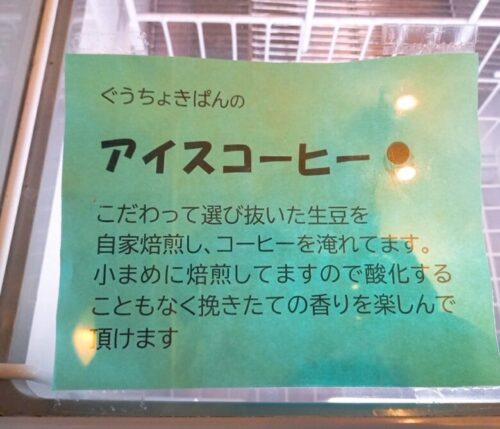 ぐうちょきぱんの
アイスコーヒー
こだわって選び抜いた生豆を
自家焙煎し、コーヒーを淹れてます。
小まめに焙煎してますので酸化する
こともなく挽きたての香りを楽しんで
頂けます